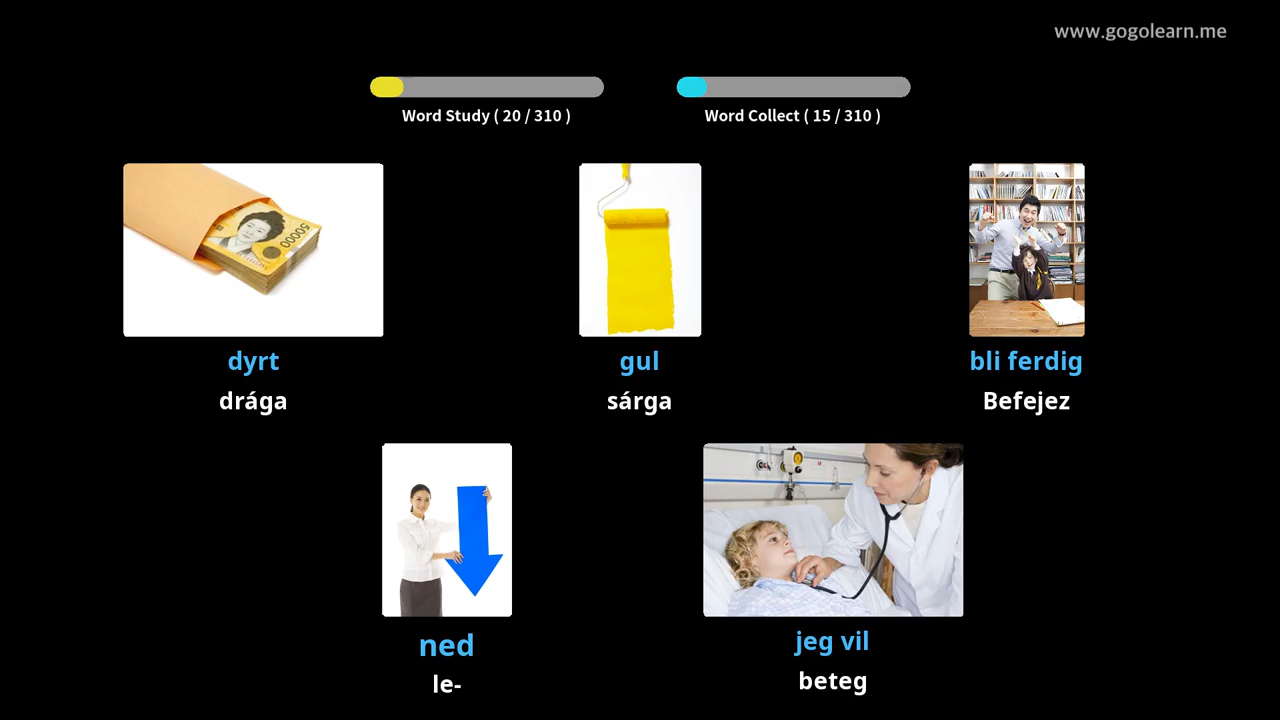 www.gogolearn.me
Word Study ( 20 / 310 )
Word Collect ( 15 / 310 )
50000
dyrt
drága
gul
sárga
bli ferdig
Befejez
ned
le-
jeg vil
beteg